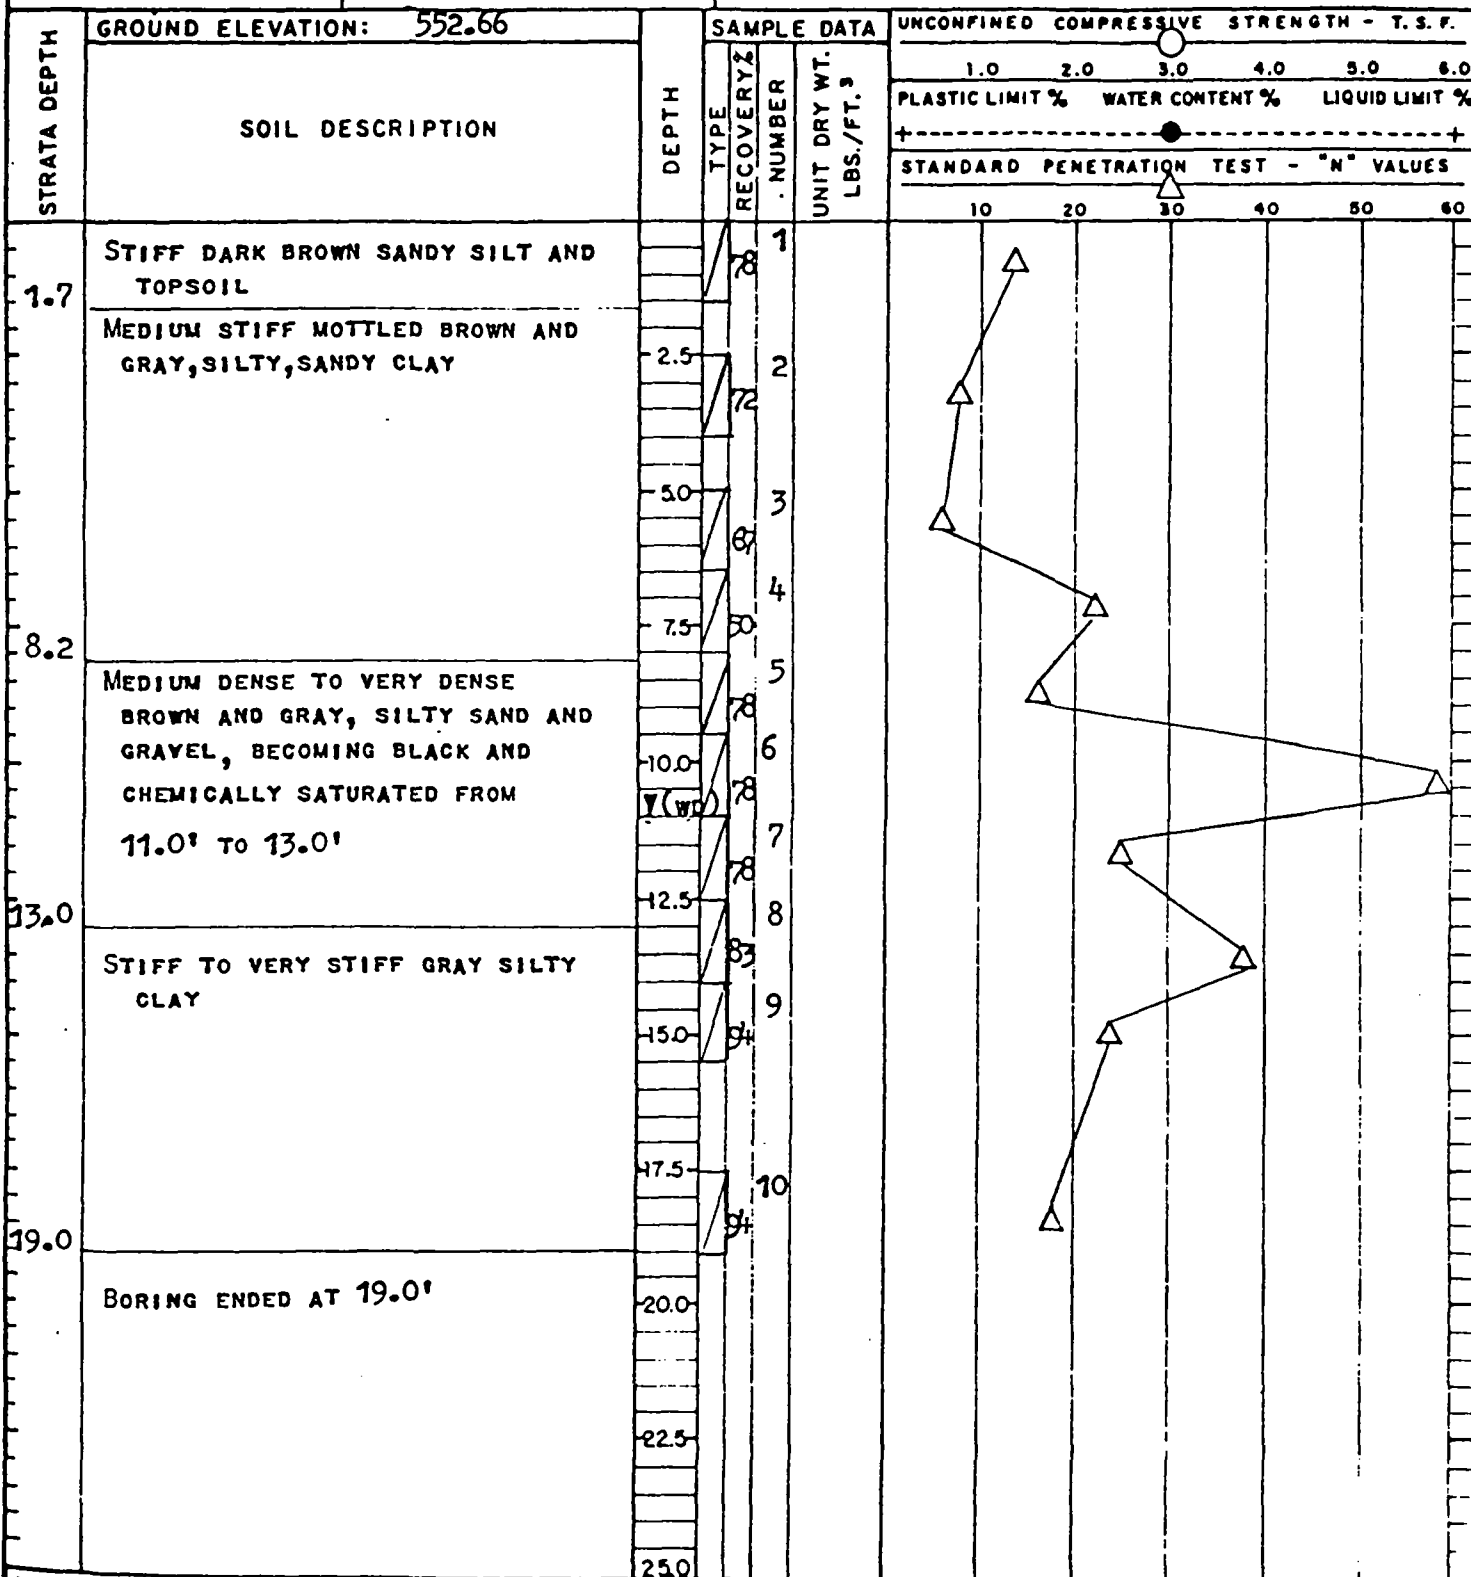 GROUND ELEVATION: 552.66
STRATA DEPTH
SOIL DESCRIPTION
DEPTH
SAMPLE DATA
TYPE
RECOVERY%
NUMBER
UNIT DRY WT.
LBS./FT.³
UNCONFINED COMPRESSIVE STRENGTH - T.S.F.
1.0 2.0 3.0 4.0 5.0 6.0
PLASTIC LIMIT % WATER CONTENT % LIQUID LIMIT %
STANDARD PENETRATION TEST - "N" VALUES
10 20 30 40 50 60
STIFF DARK BROWN SANDY SILT AND
TOPSOIL
1.7
1
78
MEDIUM STIFF MOTTLED BROWN AND
GRAY, SILTY, SANDY CLAY
2.5
2
72
5.0
3
67
4
7.5
50
8.2
5
MEDIUM DENSE TO VERY DENSE
BROWN AND GRAY, SILTY SAND AND
GRAVEL, BECOMING BLACK AND
CHEMICALLY SATURATED FROM
11.0' TO 13.0'
78
6
10.0
78
(WD)
7
78
12.5
8
13.0
83
STIFF TO VERY STIFF GRAY SILTY
CLAY
9
15.0
94
17.5
10
94
19.0
BORING ENDED AT 19.0'
20.0
22.5
25.0